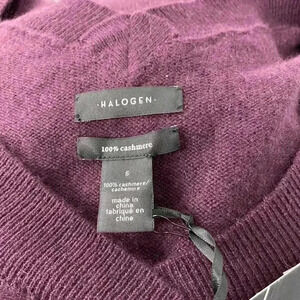 ·HALOGEN·
100% cashmere
100% cashmere/
cachemire
made in
china
fabriqué en
chine